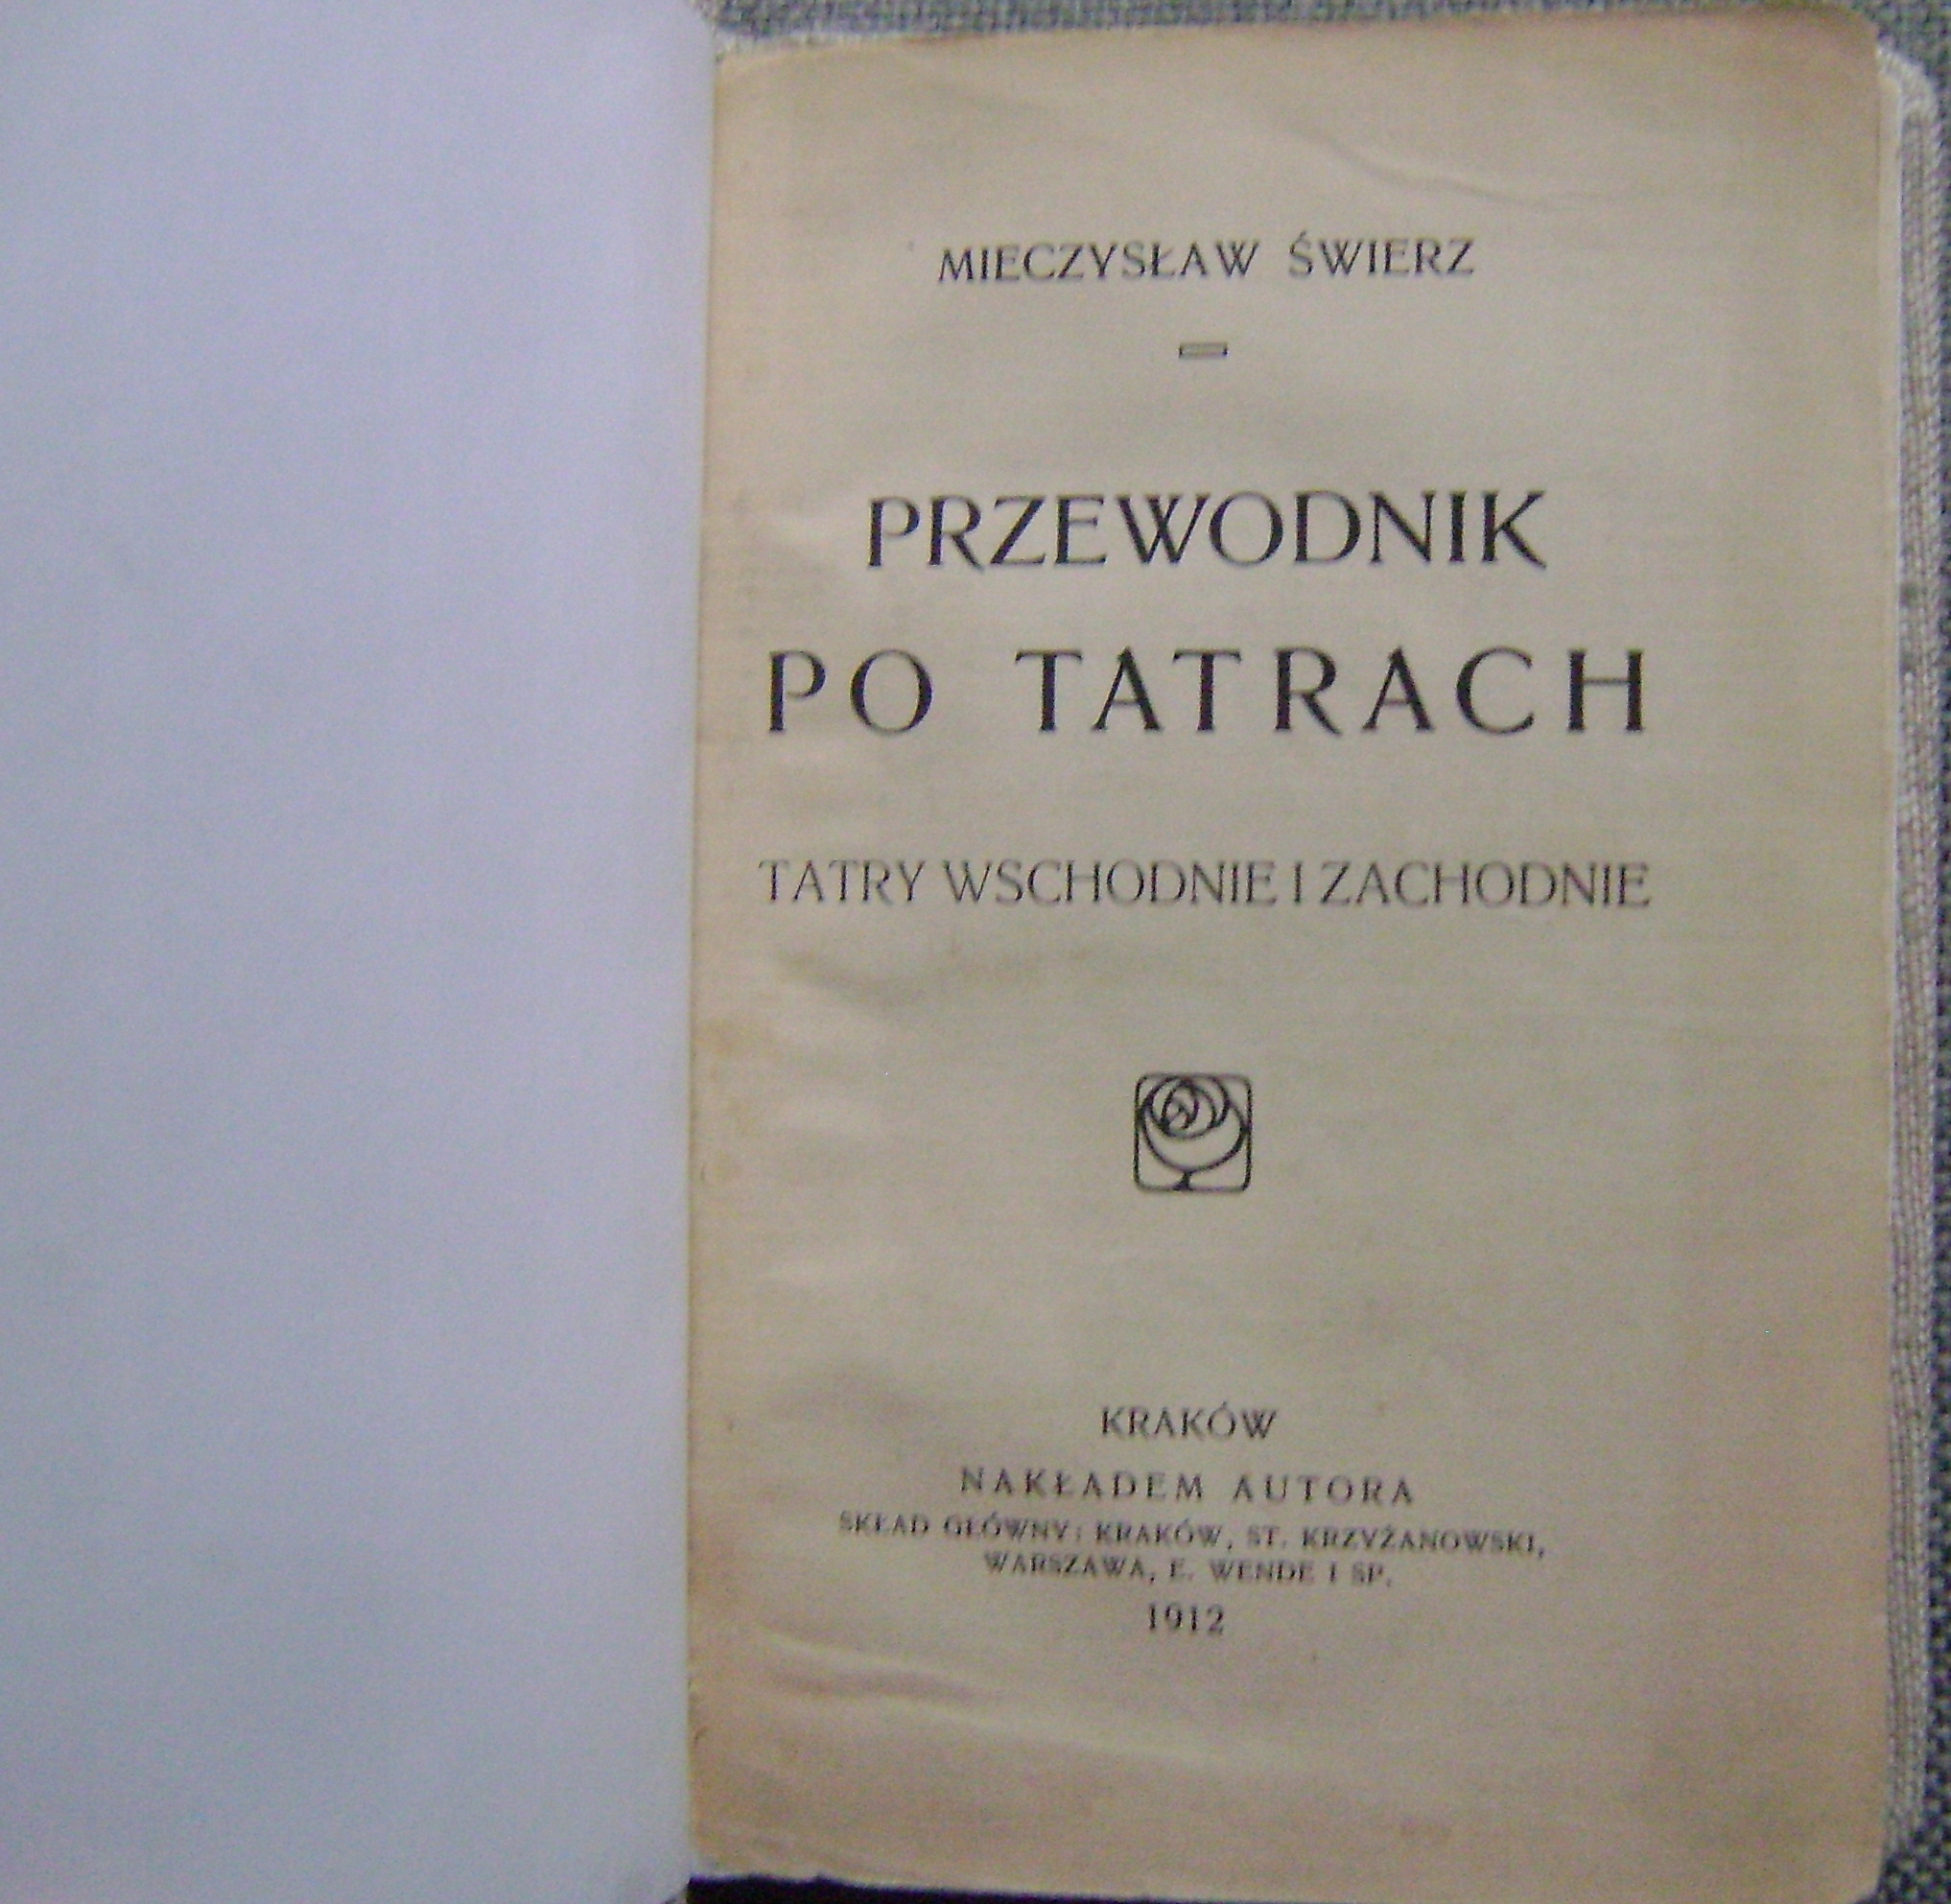 MIECZYSŁAW ŚWIERZ
PRZEWODNIK
PO TATRACH
TATRY WSCHODNIE I ZACHODNIE
KRAKÓW
NAKŁADEM AUTORA
SKŁAD GŁÓWNY: KRAKÓW, ST. KRZYŻANOWSKI,
WARSZAWA, E. WENDE I SP.
1912